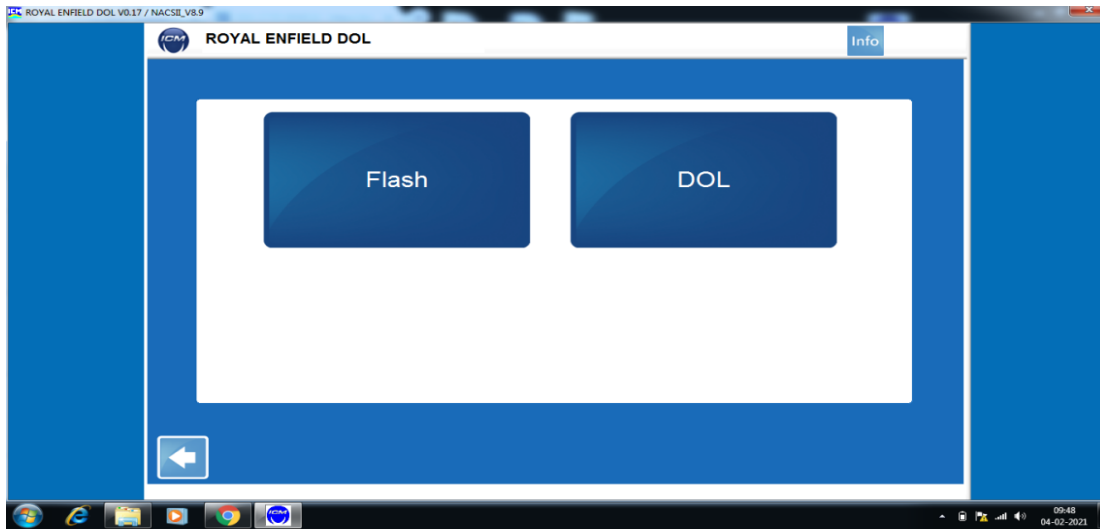 ROYAL ENFIELD DOL V0.17 / NACSII_V8.9
ICM
ROYAL ENFIELD DOL
Info
Flash
DOL
09:48
04-02-2021